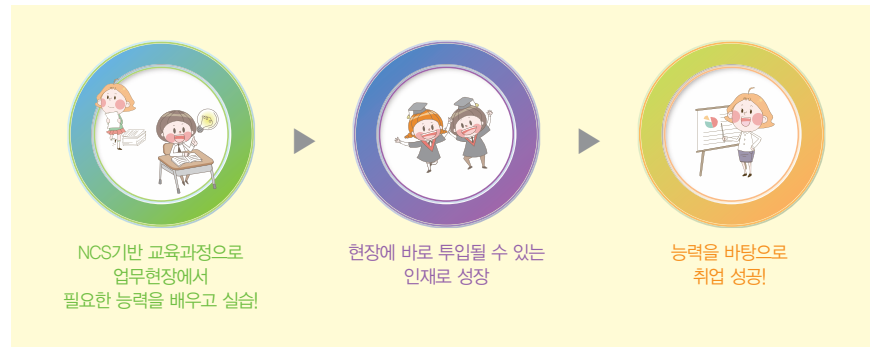 NCS기반 교육과정으로
업무현장에서
필요한 능력을 배우고 실습!
현장에 바로 투입될 수 있는
인재로 성장
능력을 바탕으로
취업 성공!